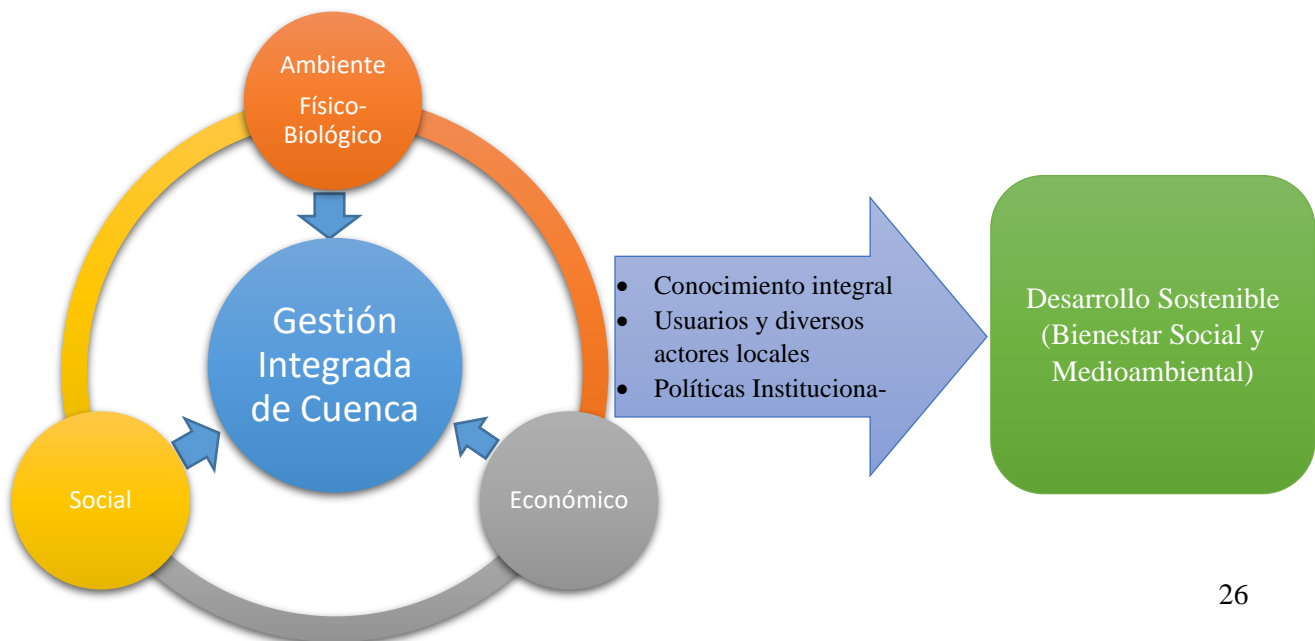 Ambiente
Físico-
Biológico
Gestión
Integrada
de Cuenca
Social
Económico
• Conocimiento integral
• Usuarios y diversos
actores locales
• Políticas Instituciona-
Desarrollo Sostenible
(Bienestar Social y
Medioambiental)
26